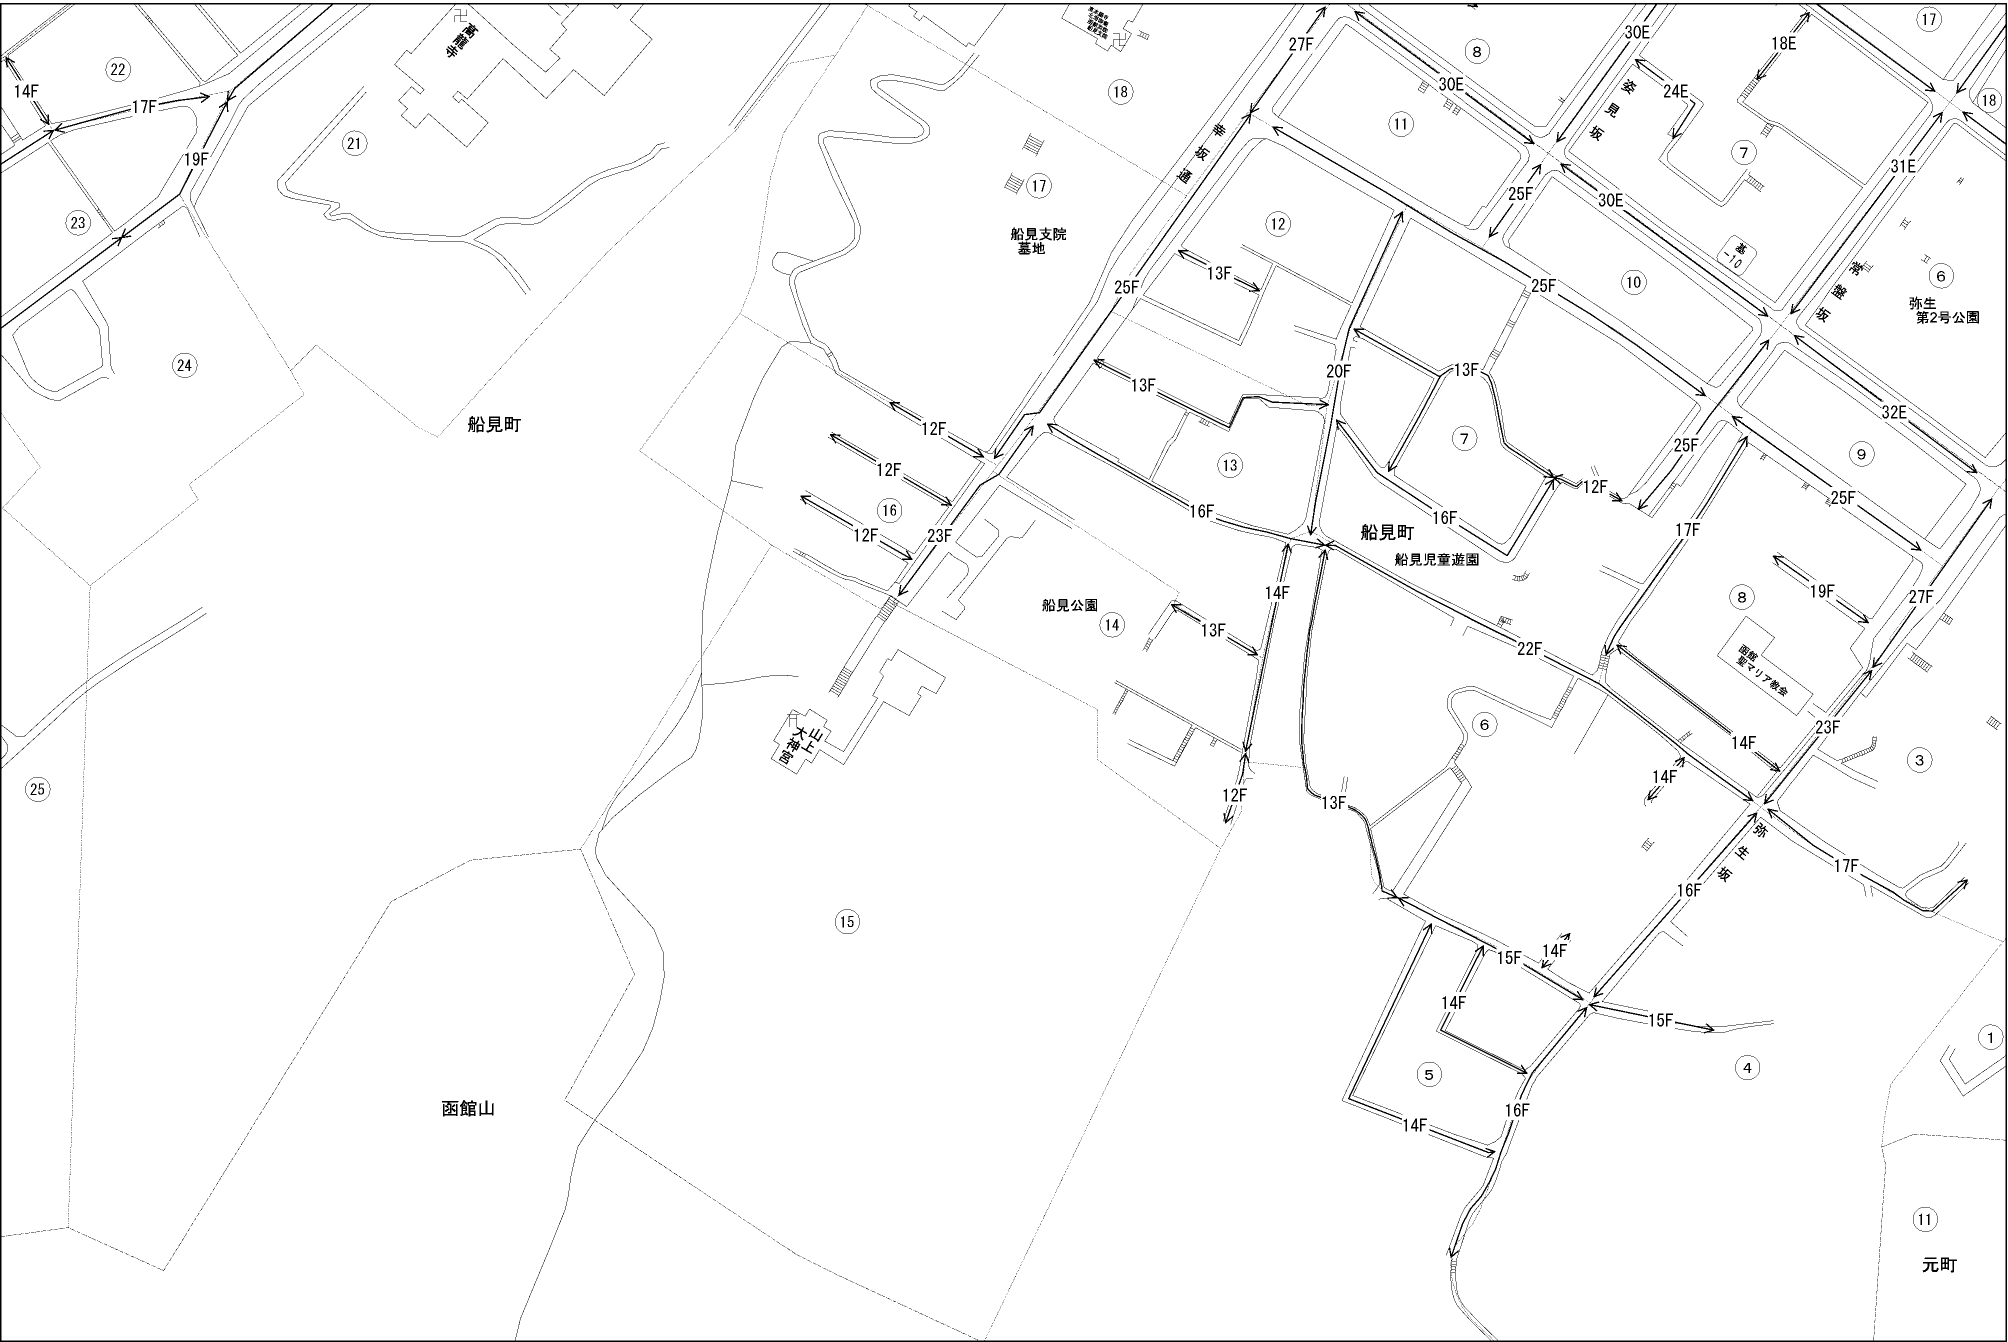 17
27F
8
30E
18E
22
14F
高龍寺
24E
姿見坂
18
18
30E
17F
11
幸坂通
21
7
19F
31E
17
25F
30E
23
12
船見支院
墓地
13F
基
-10
常盤坂
6
弥生
第2号公園
25F
25F
10
24
13F
20F
13F
32E
船見町
12F
7
25F
9
12F
13
12F
25F
16
16F
16F
12F
23F
船見町
17F
船見児童遊園
14F
19F
8
27F
船見公園
14
13F
22F
函館
聖マリア教会
山上
大神宮
6
23F
14F
3
14F
25
12F
13F
弥生坂
17F
16F
15
14F
15F
14F
15F
1
5
4
函館山
16F
14F
11
元町